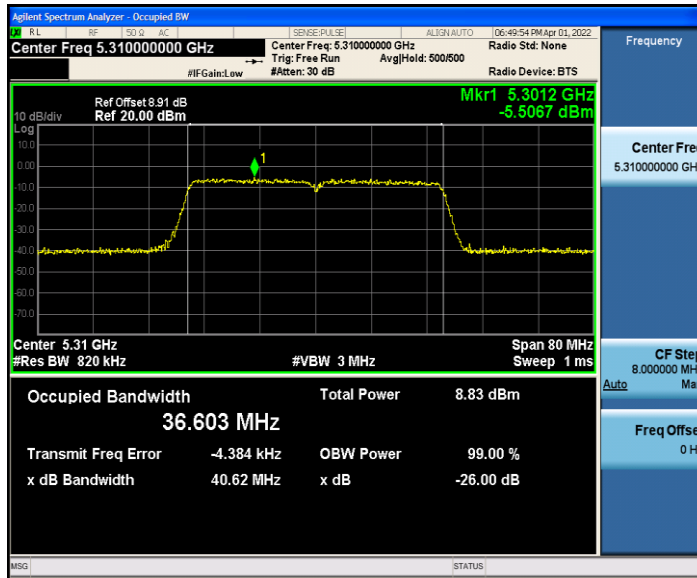 Agilent Spectrum Analyzer - Occupied BW
RL RF 50 Ω AC SENSE:PULSE ALIGN AUTO 06:49:54 PM Apr 01, 2022
Center Freq 5.310000000 GHz
Center Freq: 5.310000000 GHz Radio Std: None
Trig: Free Run Avg|Hold: 500/500
#IFGain:Low #Atten: 30 dB Radio Device: BTS
Frequency
Mkr1 5.3012 GHz
-5.5067 dBm
Ref Offset 8.91 dB
10 dB/div Ref 20.00 dBm
Log
10.0
0.00
-10.0
-20.0
-30.0
-40.0
-50.0
-60.0
-70.0
1
Center 5.31 GHz Span 80 MHz
#Res BW 820 kHz #VBW 3 MHz Sweep 1 ms
Occupied Bandwidth Total Power 8.83 dBm
36.603 MHz
Transmit Freq Error -4.384 kHz OBW Power 99.00 %
x dB Bandwidth 40.62 MHz x dB -26.00 dB
Center Fre
5.310000000 GH
CF Ste
8.000000 MH
Auto Ma
Freq Offse
0 H
MSG STATUS